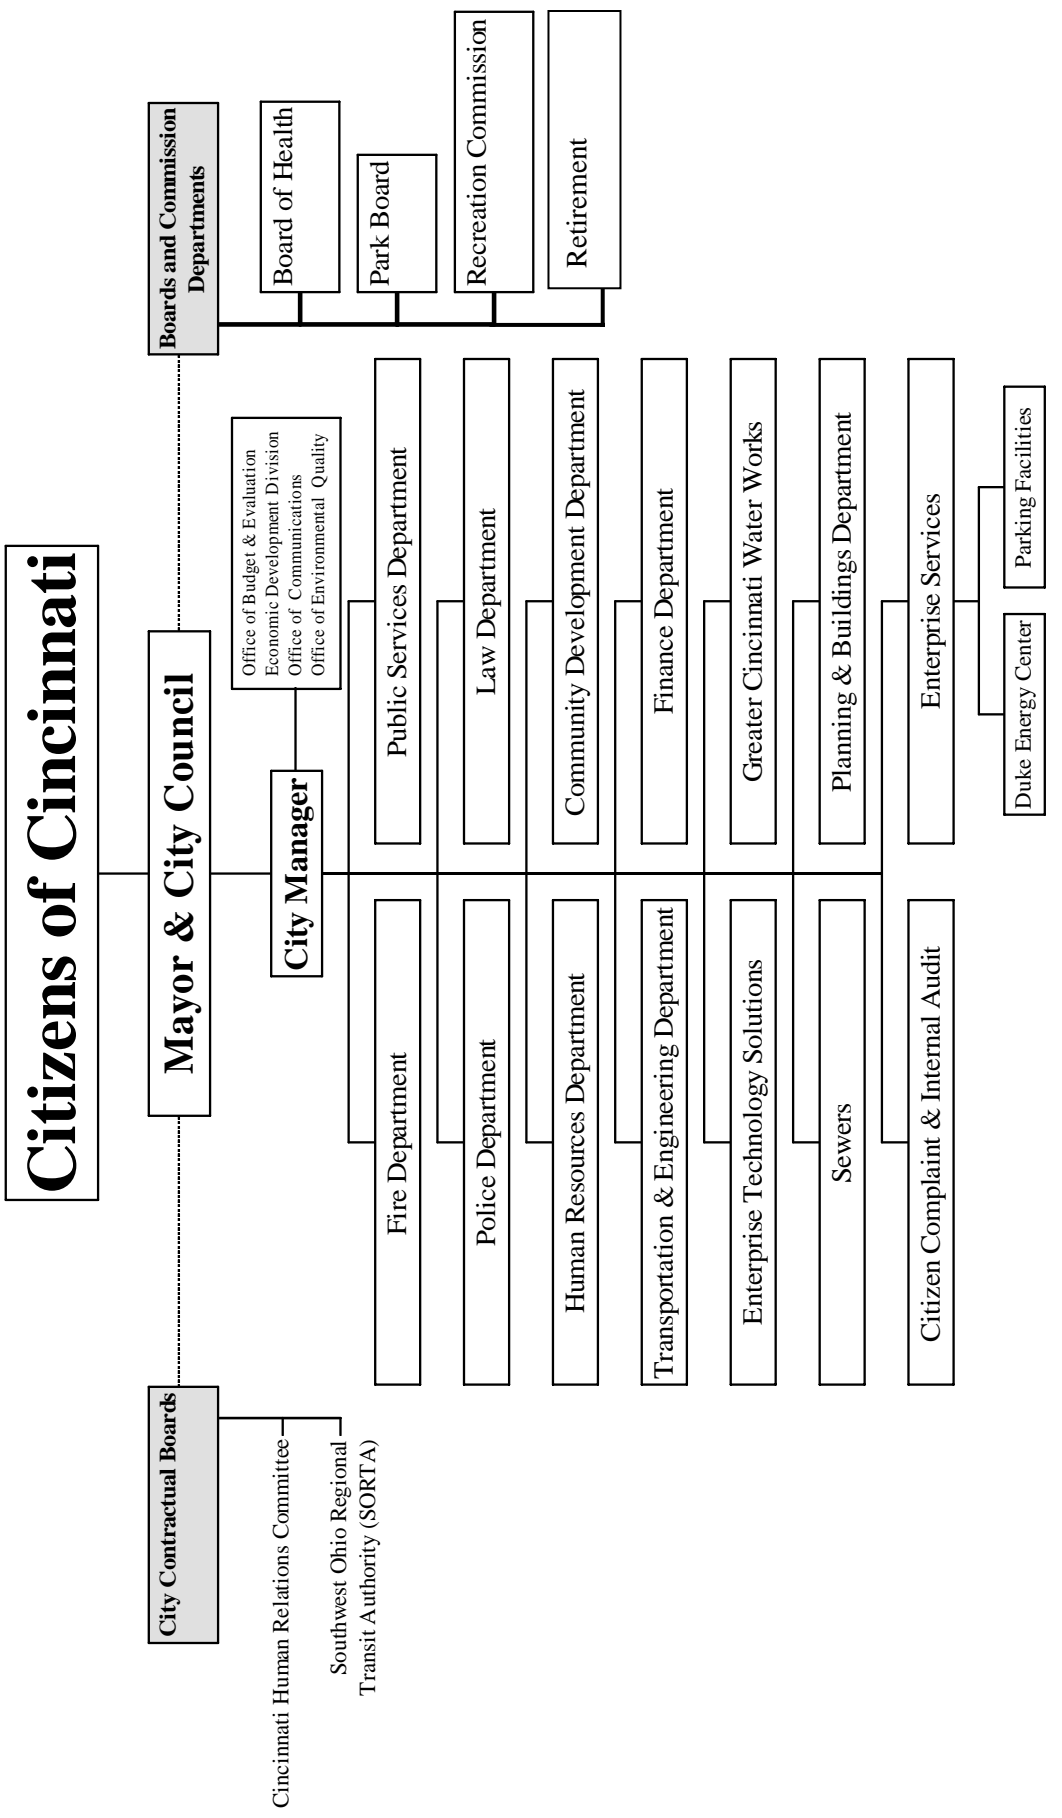 Citizens of Cincinnati
City Contractual Boards
Mayor & City Council
Boards and Commission
Departments
Cincinnati Human Relations Committee
Southwest Ohio Regional
Transit Authority (SORTA)
City Manager
Office of Budget & Evaluation
Economic Development Division
Office of Communications
Office of Environmental Quality
Board of Health
Park Board
Recreation Commission
Retirement
Fire Department
Public Services Department
Police Department
Law Department
Human Resources Department
Community Development Department
Transportation & Engineering Department
Finance Department
Enterprise Technology Solutions
Greater Cincinnati Water Works
Sewers
Planning & Buildings Department
Citizen Complaint & Internal Audit
Enterprise Services
Duke Energy Center
Parking Facilities